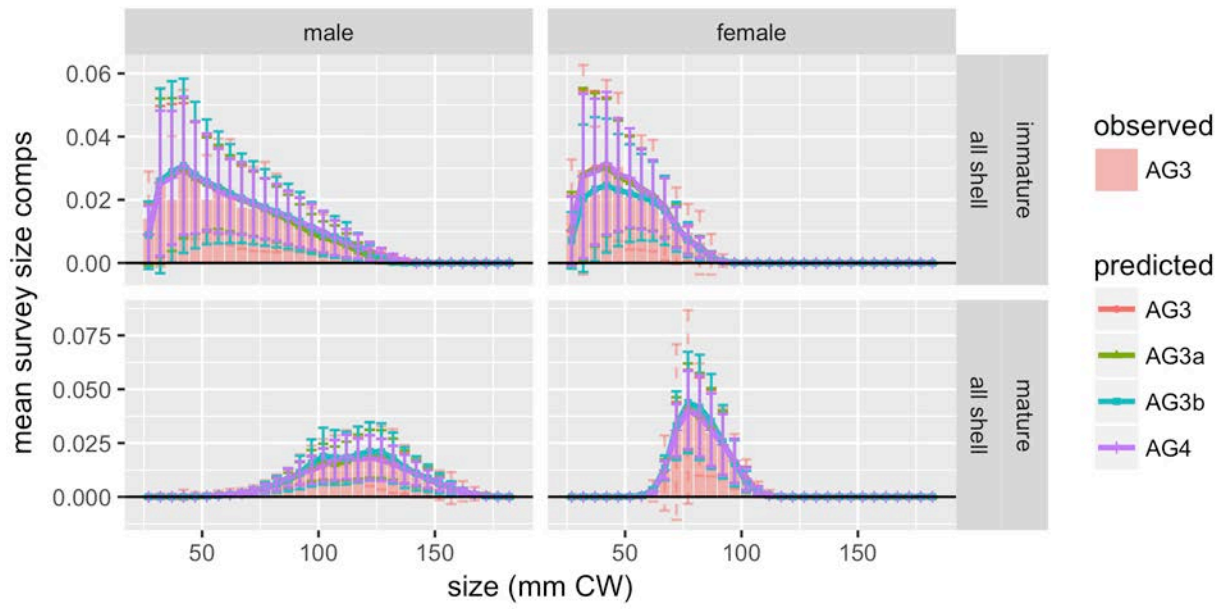 male
female
0.06
0.04
0.02
0.00
0.075
0.050
0.025
0.000
mean survey size comps
immature
all shell
mature
all shell
50
100
150
50
100
150
size (mm CW)
observed
AG3
predicted
AG3
AG3a
AG3b
AG4